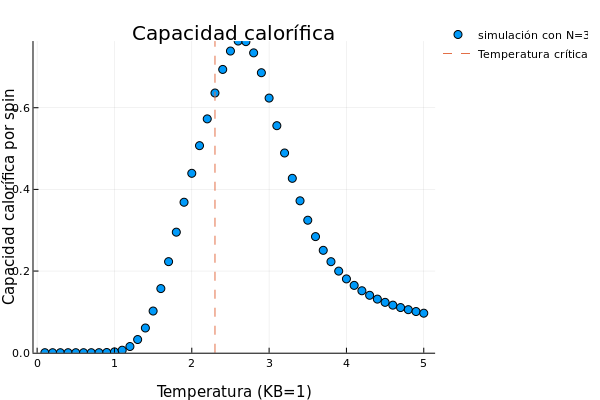 Capacidad calorífica
simulación con N=3
Temperatura crítica
Capacidad calorífica por spin
0.6
0.4
0.2
0.0
0 1 2 3 4 5
Temperatura (KB=1)